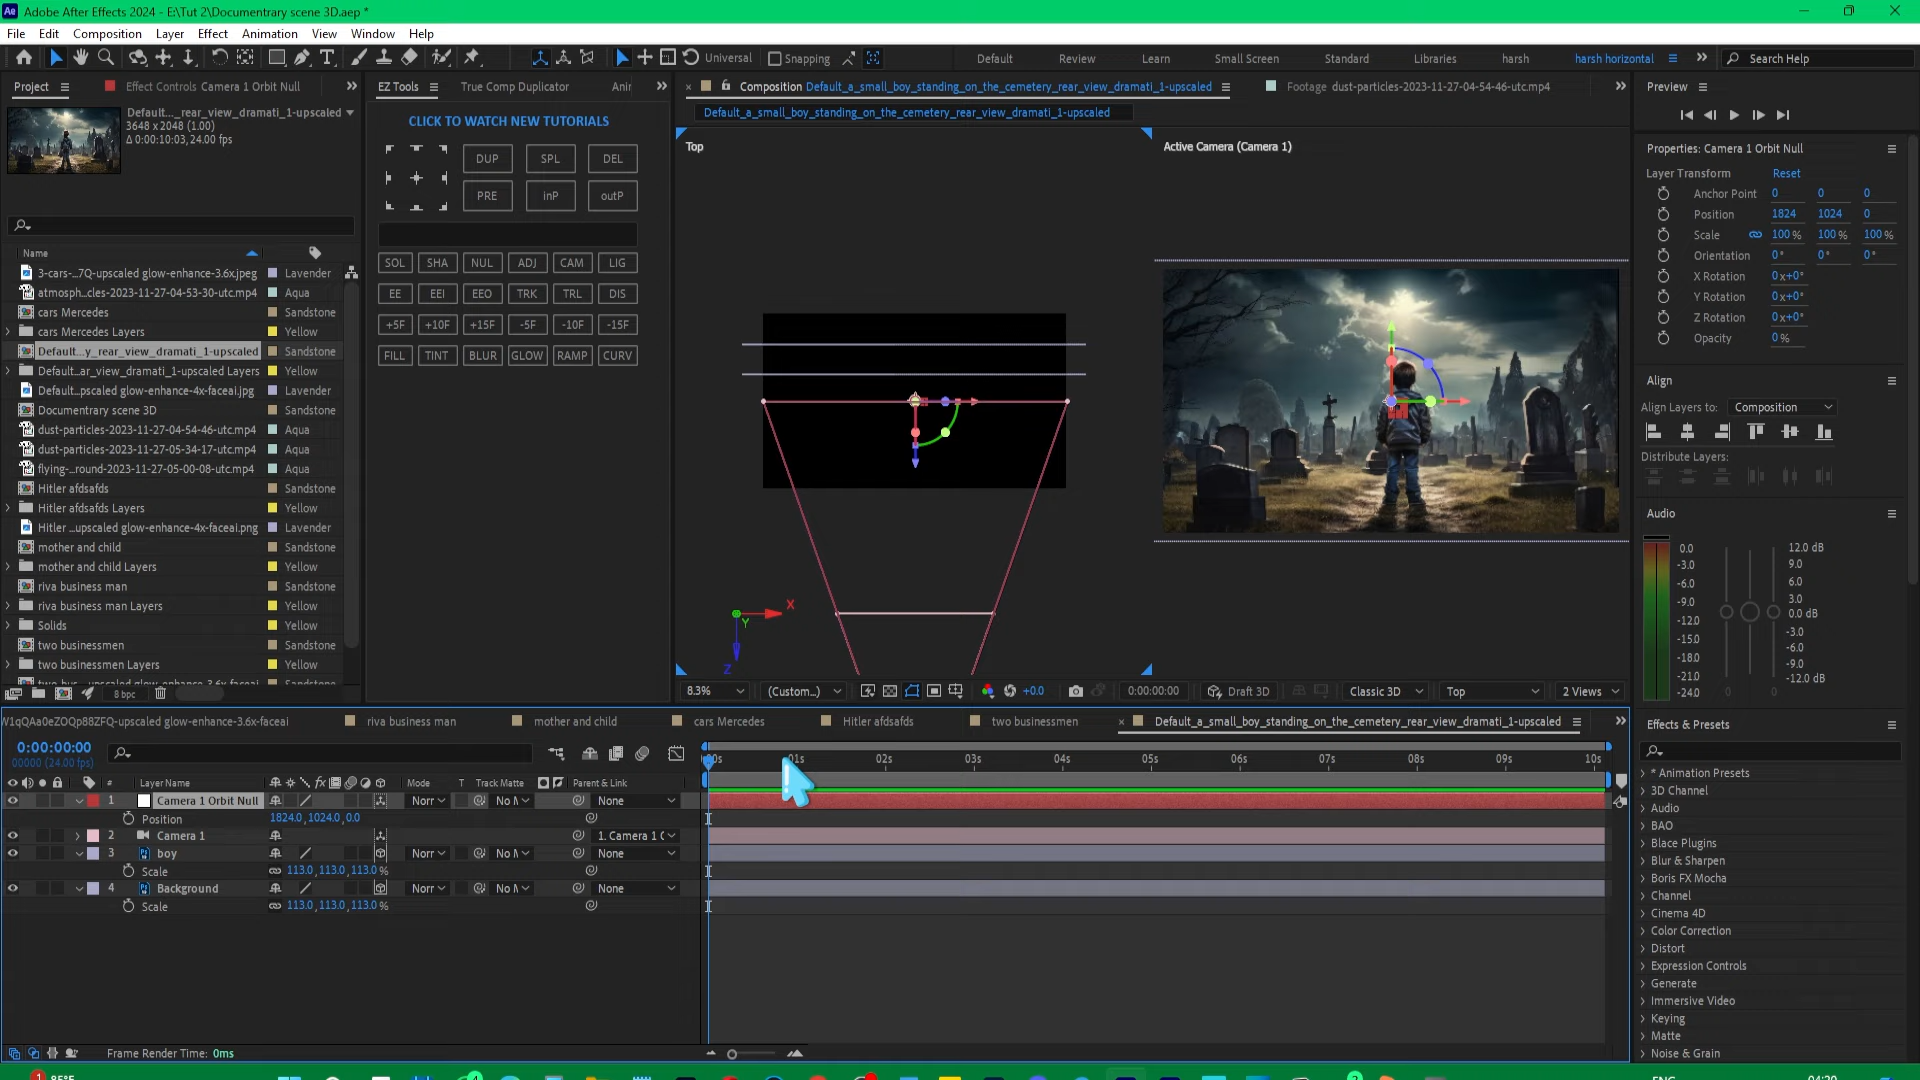 Ae Adobe After Effects 2024 - E:\Tut 2\Documentrary scene 3D.aep *
File Edit Composition Layer Effect Animation View Window Help
Universal Snapping Default Review Learn Small Screen Standard Libraries harsh harsh horizontal Search Help
Project Effect Controls Camera 1 Orbit Null
Default..._rear_view_dramati_1-upscaled
3648 x 2048 (1.00)
Δ 0:00:10:03, 24.00 fps
Name
3-cars-...7Q-upscaled glow-enhance-3.6x.jpeg Lavender
atmosph...cles-2023-11-27-04-53-30-utc.mp4 Aqua
cars Mercedes Sandstone
cars Mercedes Layers Yellow
Default...y_rear_view_dramati_1-upscaled Sandstone
Default...ar_view_dramati_1-upscaled Layers Yellow
Default...pscaled glow-enhance-4x-faceai.jpg Lavender
Documentrary scene 3D Sandstone
dust-particles-2023-11-27-04-54-46-utc.mp4 Aqua
dust-particles-2023-11-27-05-34-17-utc.mp4 Aqua
flying-...round-2023-11-27-05-00-08-utc.mp4 Aqua
Hitler afdsafds Sandstone
Hitler afdsafds Layers Yellow
Hitler ...upscaled glow-enhance-4x-faceai.png Lavender
mother and child Sandstone
mother and child Layers Yellow
riva business man Sandstone
riva business man Layers Yellow
Solids Yellow
two businessmen Sandstone
two businessmen Layers Yellow
8 bpc
EZ Tools True Comp Duplicator Ani
CLICK TO WATCH NEW TUTORIALS
DUP SPL DEL
PRE inP outP
SOL SHA NUL ADJ CAM LIG
EE EEI EEO TRK TRL DIS
+5F +10F +15F -5F -10F -15F
FILL TINT BLUR GLOW RAMP CURV
Composition Default_a_small_boy_standing_on_the_cemetery_rear_view_dramati_1-upscaled Footage dust-particles-2023-11-27-04-54-46-utc.mp4
Default_a_small_boy_standing_on_the_cemetery_rear_view_dramati_1-upscaled
Top
Active Camera (Camera 1)
X
Y
Z
8.3% (Custom...) +0.0 0:00:00:00 Draft 3D Classic 3D Top 2 Views
Preview
Properties: Camera 1 Orbit Null
Layer Transform Reset
Anchor Point 0 0 0
Position 1824 1024 0
Scale 100 % 100 % 100 %
Orientation 0° 0° 0°
X Rotation 0x+0°
Y Rotation 0x+0°
Z Rotation 0x+0°
Opacity 0 %
Align
Align Layers to: Composition
Distribute Layers:
Audio
0.0 12.0 dB
-3.0 9.0
-6.0 6.0
-9.0 3.0
-12.0 0.0 dB
-15.0 -3.0
-18.0 -6.0
-21.0 -9.0
-24.0 0 0 -12.0 dB
Effects & Presets
* Animation Presets
3D Channel
Audio
BAO
Blace Plugins
Blur & Sharpen
Boris FX Mocha
Channel
Cinema 4D
Color Correction
Distort
Expression Controls
Generate
Immersive Video
Keying
Matte
Noise & Grain
W1qQAa0eZOQp88ZFQ-upscaled glow-enhance-3.6x-faceai riva business man mother and child cars Mercedes Hitler afdsafds two businessmen Default_a_small_boy_standing_on_the_cemetery_rear_view_dramati_1-upscaled
0:00:00:00
00000 (24.00 fps)
01s 02s 03s 04s 05s 06s 07s 08s 09s 10s
# Layer Name Mode T Track Matte Parent & Link
1 Camera 1 Orbit Null Norr No M None
Position 1824.0,1024.0,0.0
2 Camera 1 1. Camera 1 O
3 boy Norr No M None
Scale 113.0,113.0,113.0 %
4 Background Norr No M None
Scale 113.0,113.0,113.0 %
Frame Render Time: 0ms